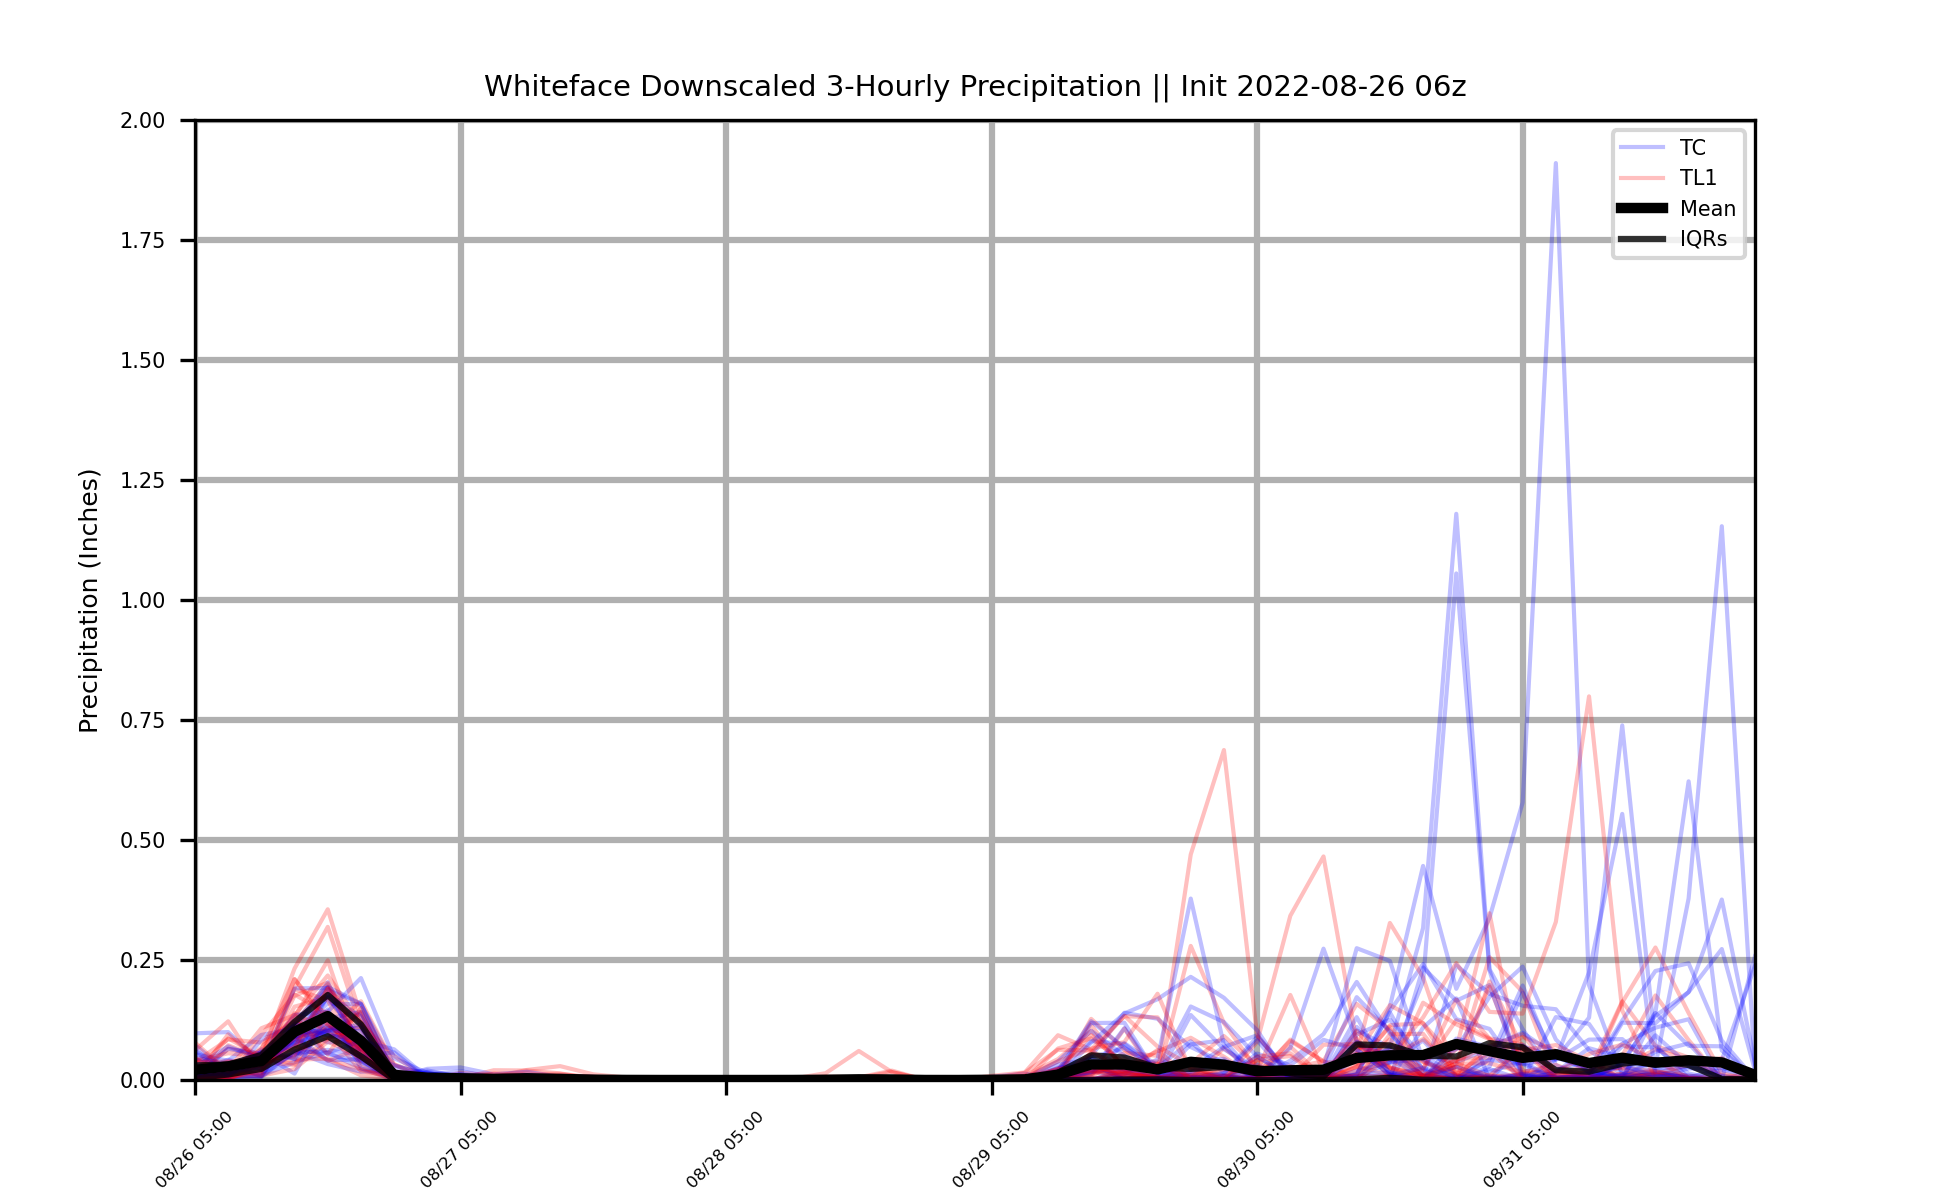 Whiteface Downscaled 3-Hourly Precipitation || Init 2022-08-26 06z
Precipitation (Inches)
2.00
1.75
1.50
1.25
1.00
0.75
0.50
0.25
0.00
TC
TL1
Mean
IQRs
08/26 05:00
08/27 05:00
08/28 05:00
08/29 05:00
08/30 05:00
08/31 05:00